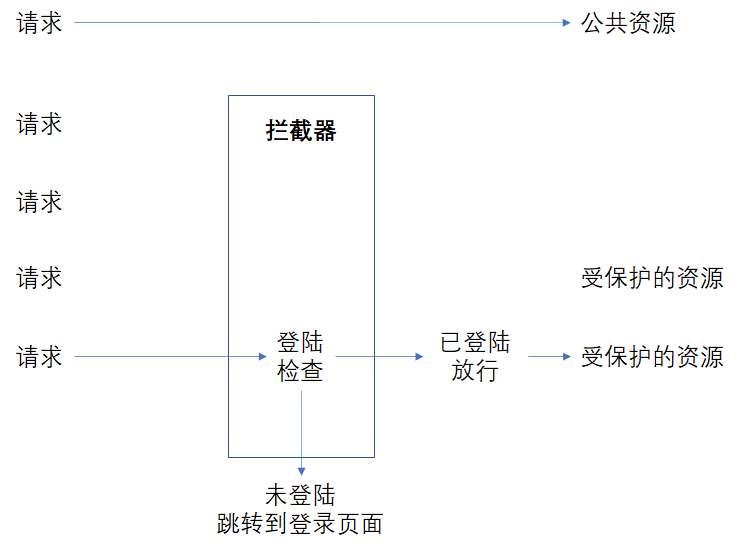 请求
公共资源
拦截器
请求
请求
请求
受保护的资源
请求
登陆
检查
已登陆
放行
受保护的资源
未登陆
跳转到登录页面